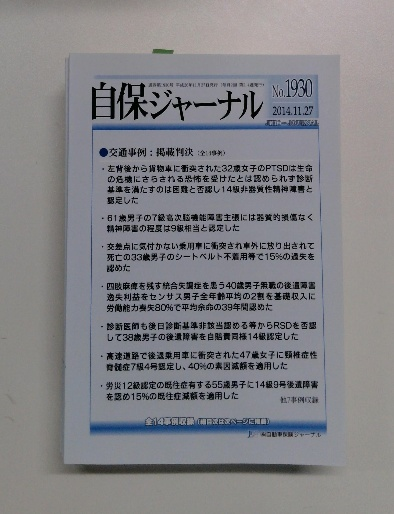 自保ジャーナル
No.1930
2014.11.27
●交通事例：掲載判決（全14事例）
・左背後から貨物車に衝突された32歳女子のPTSDは生命
の危機にさらされる恐怖を受けたとは認められず診断
基準を満たすのは困難と否認し14級非器質性精神障害と
認定した
・61歳男子の7級高次脳機能障害主張には器質的損傷なく
精神障害の程度は9級相当と認定した
・交差点に気付かない乗用車に衝突され車外に放り出されて
死亡の33歳男子のシートベルト不着用等で15%の過失を
認めた
・四肢麻痺を残す統合失調症を患う40歳男子無職の後遺障害
逸失利益をセンサス男子全年齢平均の2割を基礎収入に
労働能力喪失80%で平均余命の39年間認めた
・診断医師も後日診断基準非該当認める等からRSDを否認
して38歳男子の後遺障害を自賠責同様14級認定した
・高速道路で後退乗用車に衝突された47歳女子に頸椎症性
脊髄症7級4号認定し、40%の素因減額を適用した
・労災12級認定の既往症有する55歳男子に14級9号後遺障害
を認め15%の既往症減額を適用した
他7事例収録
全14事例収録
自動車保険ジャーナル